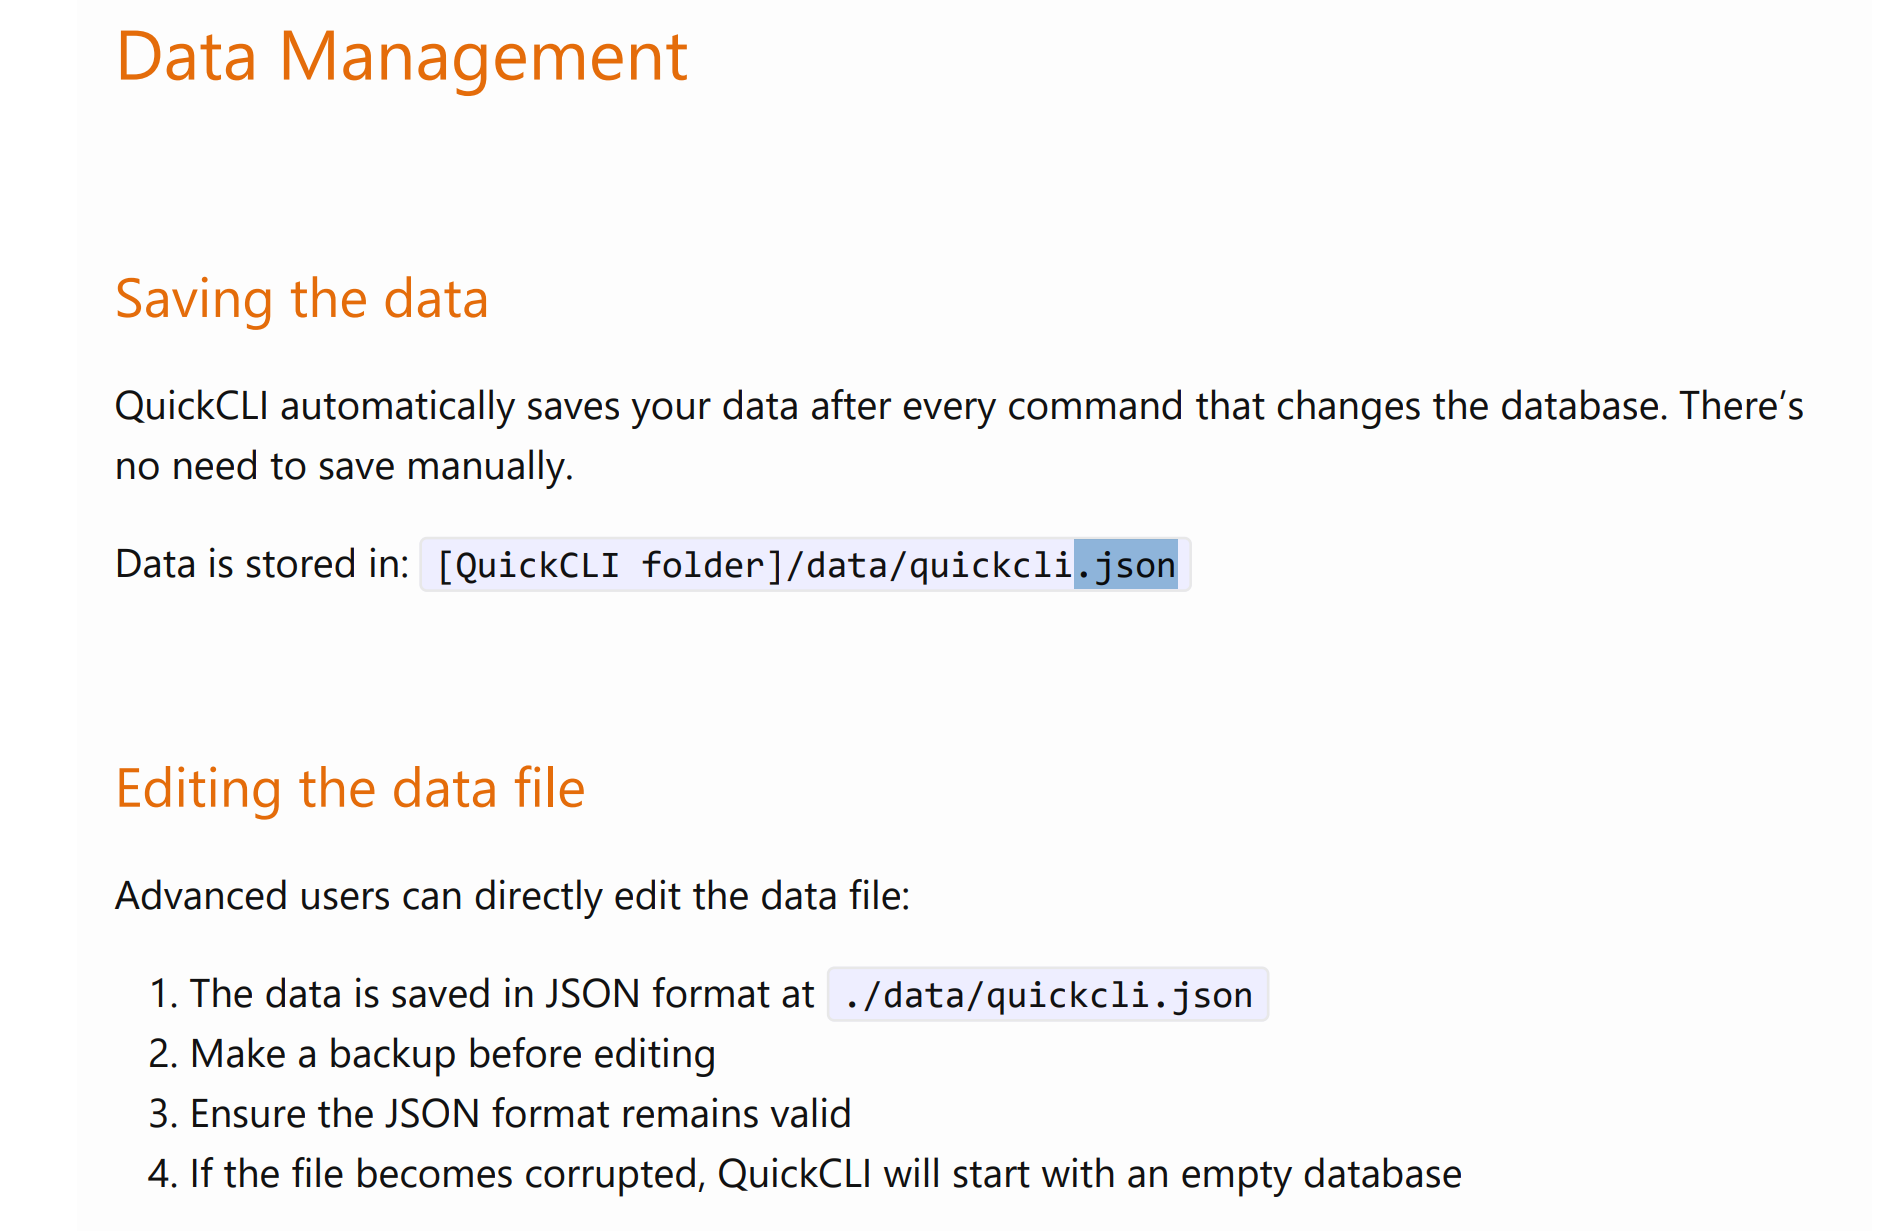 Data Management
Saving the data
QuickCLI automatically saves your data after every command that changes the database. There’s
no need to save manually.
Data is stored in: [QuickCLI folder]/data/quickcli.json
Editing the data file
Advanced users can directly edit the data file:
1. The data is saved in JSON format at ./data/quickcli.json
2. Make a backup before editing
3. Ensure the JSON format remains valid
4. If the file becomes corrupted, QuickCLI will start with an empty database